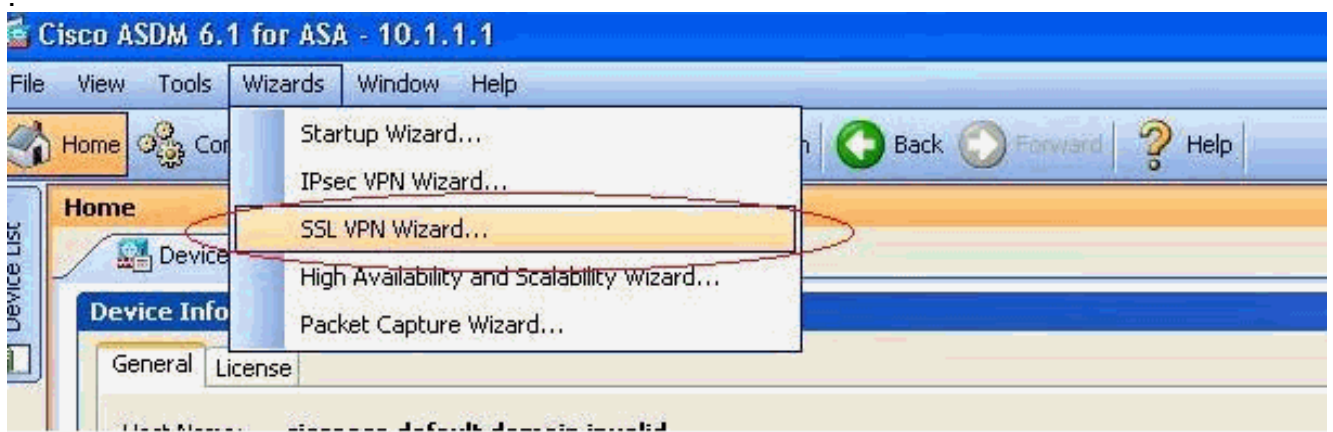 Cisco ASDM 6.1 for ASA - 10.1.1.1
File View Tools Wizards Window Help
Home Back Forward Help
Startup Wizard...
IPsec VPN Wizard...
SSL VPN Wizard...
High Availability and Scalability Wizard...
Packet Capture Wizard...
Home
Device List
Device
Device Info
General License